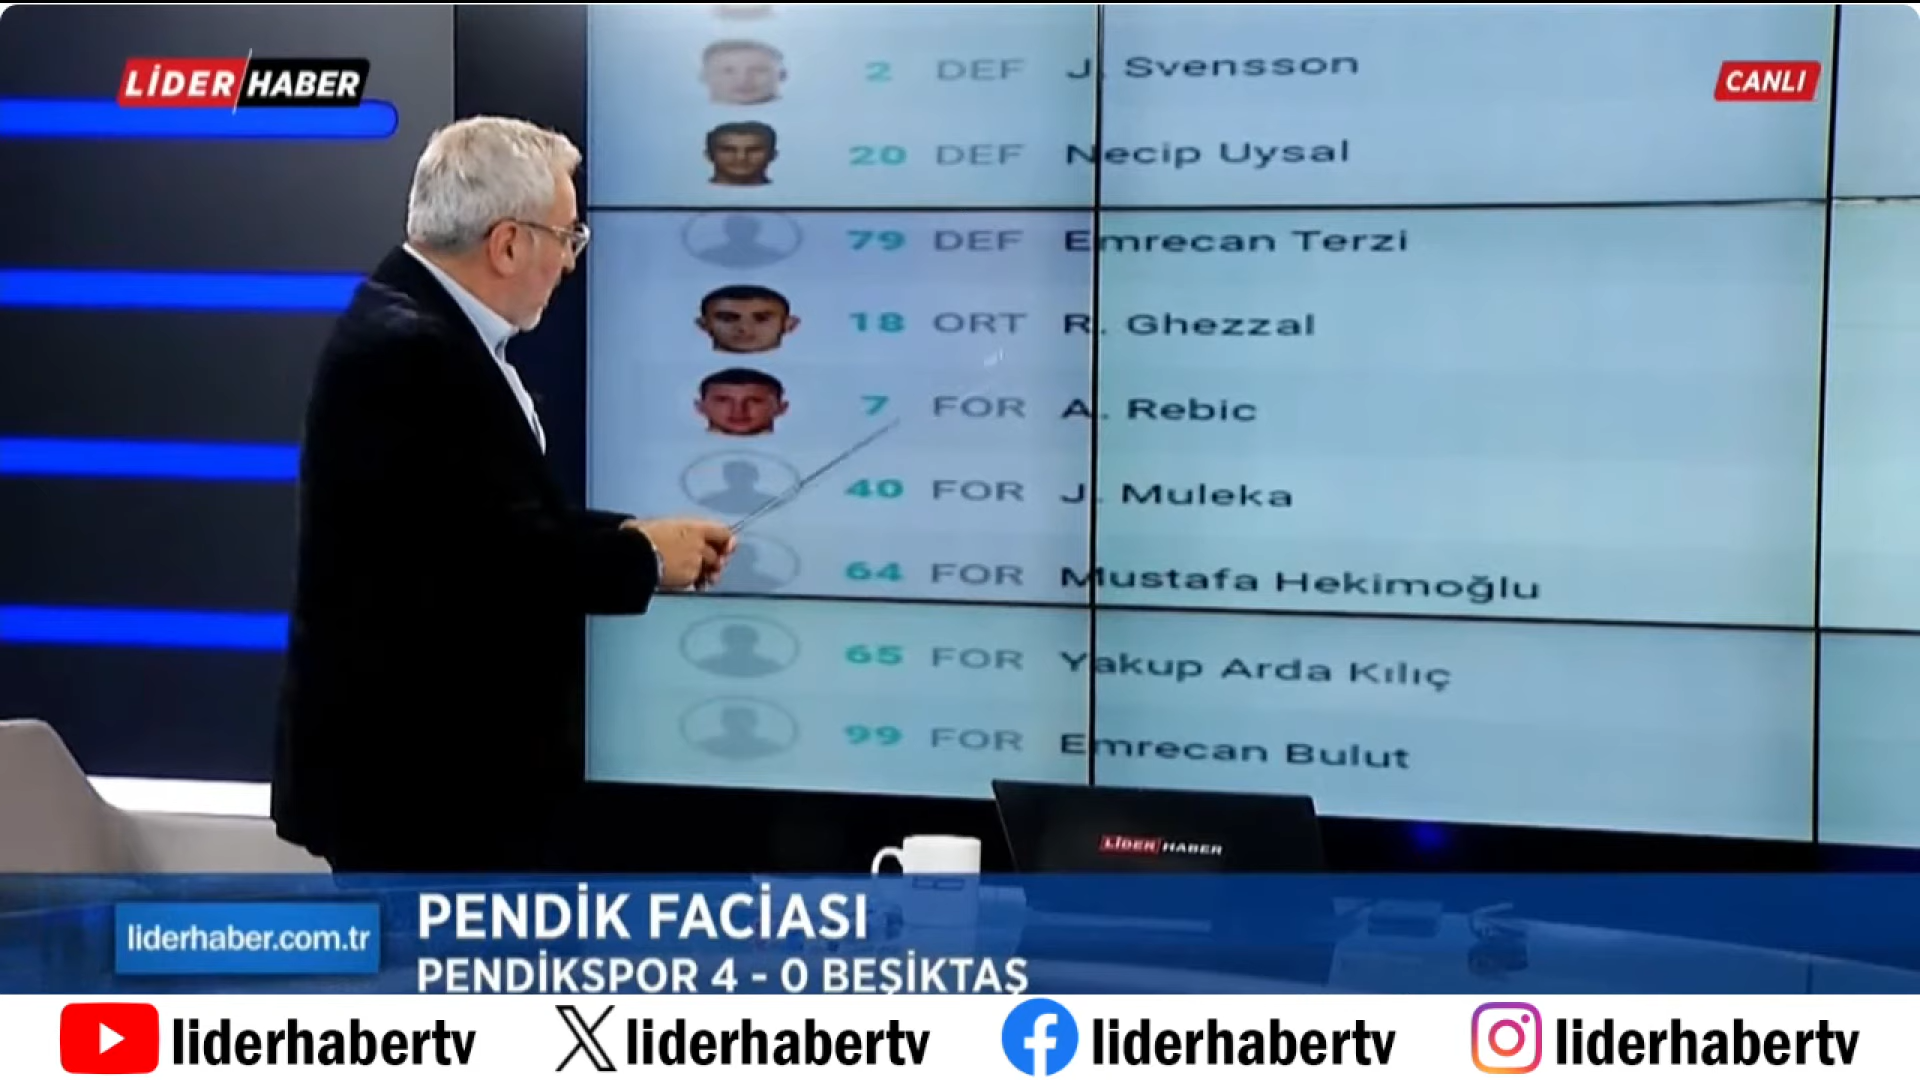 LİDER HABER
CANLI
2 DEF J. Svensson
20 DEF Necip Uysal
79 DEF Emrecan Terzi
18 ORT R. Ghezzal
7 FOR A. Rebic
40 FOR J. Muleka
64 FOR Mustafa Hekimoğlu
65 FOR Yakup Arda Kılıç
99 FOR Emrecan Bulut
LİDER HABER
liderhaber.com.tr
PENDİK FACİASI
PENDİKSPOR 4 - 0 BEŞİKTAŞ
liderhabertv liderhabertv liderhabertv liderhabertv